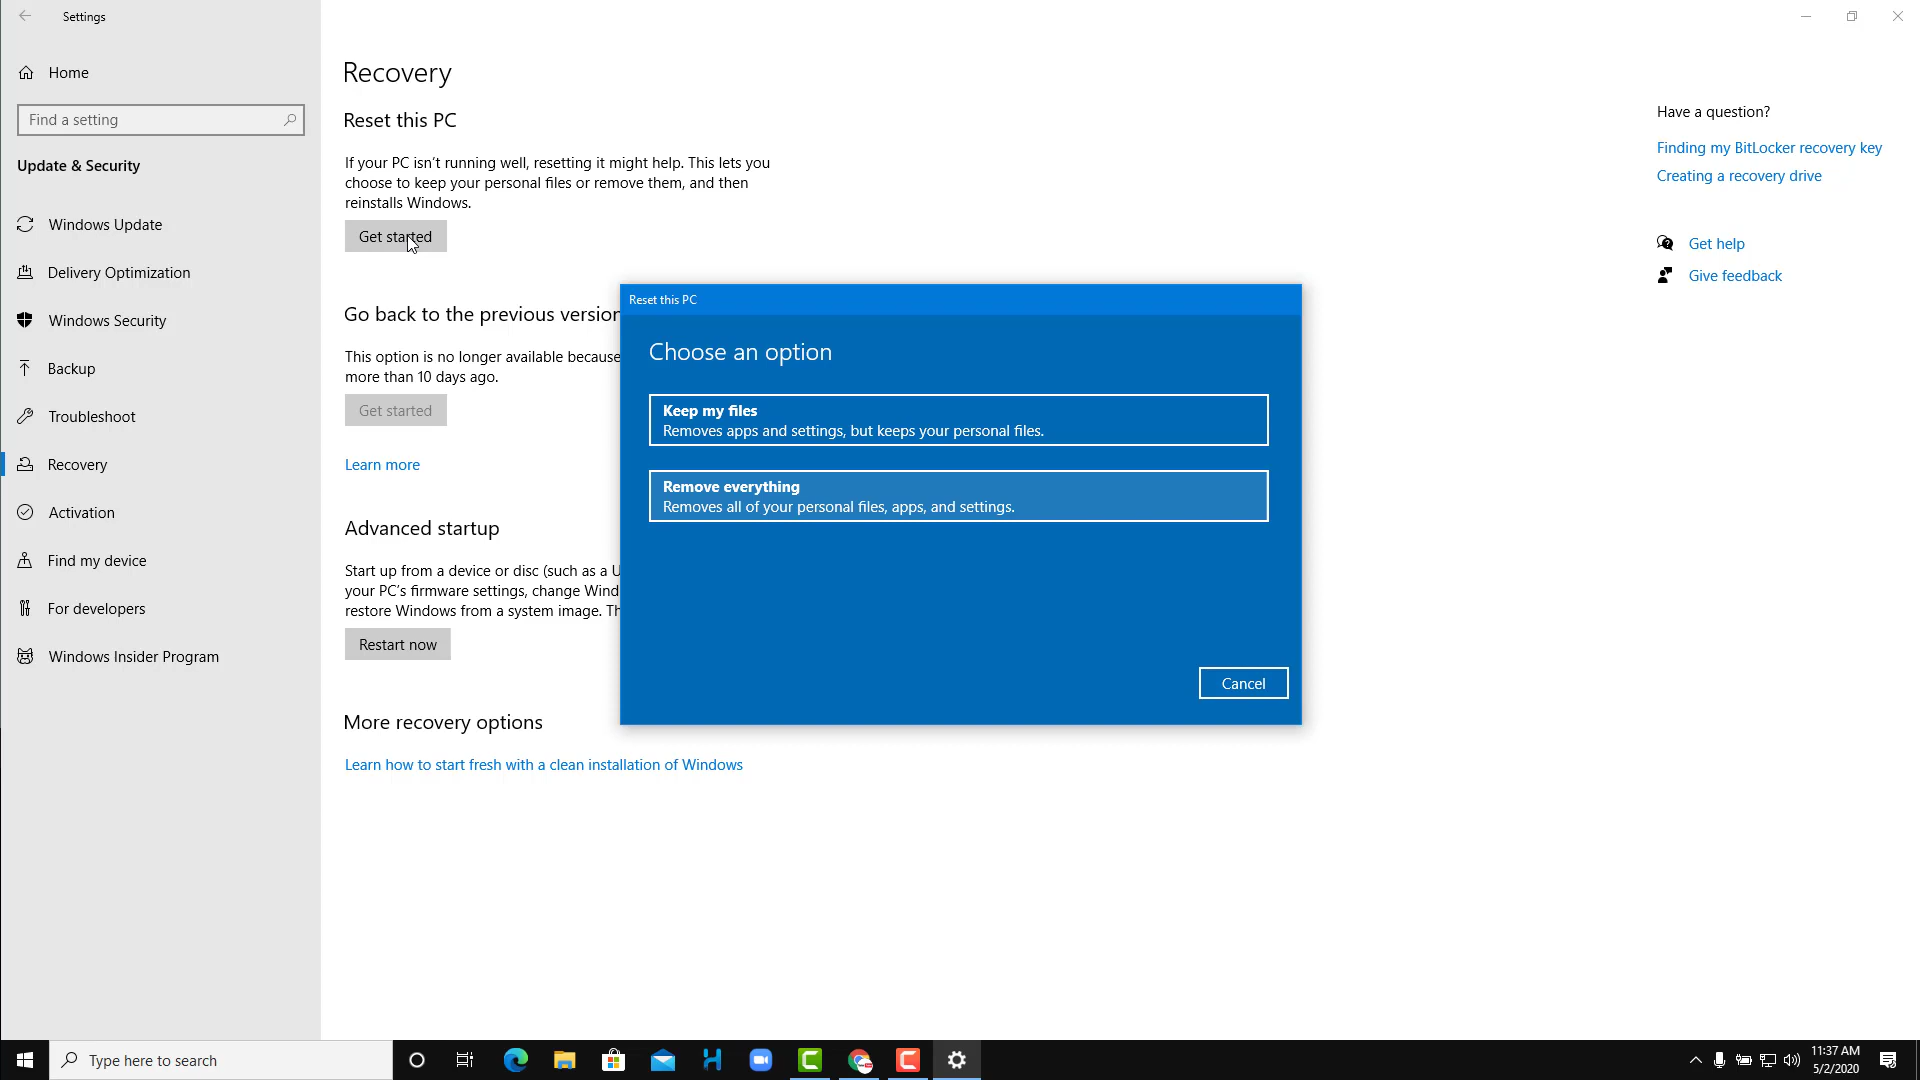 Settings
Home
Find a setting
Update & Security
Windows Update
Delivery Optimization
Windows Security
Backup
Troubleshoot
Recovery
Activation
Find my device
For developers
Windows Insider Program
Recovery
Reset this PC
If your PC isn't running well, resetting it might help. This lets you
choose to keep your personal files or remove them, and then
reinstalls Windows.
Get started
Go back to the previous version
This option is no longer available because
more than 10 days ago.
Get started
Learn more
Advanced startup
Start up from a device or disc (such as a U
your PC's firmware settings, change Wind
restore Windows from a system image. Th
Restart now
More recovery options
Learn how to start fresh with a clean installation of Windows
Reset this PC
Choose an option
Keep my files
Removes apps and settings, but keeps your personal files.
Remove everything
Removes all of your personal files, apps, and settings.
Cancel
Have a question?
Finding my BitLocker recovery key
Creating a recovery drive
Get help
Give feedback
Type here to search
11:37 AM
5/2/2020